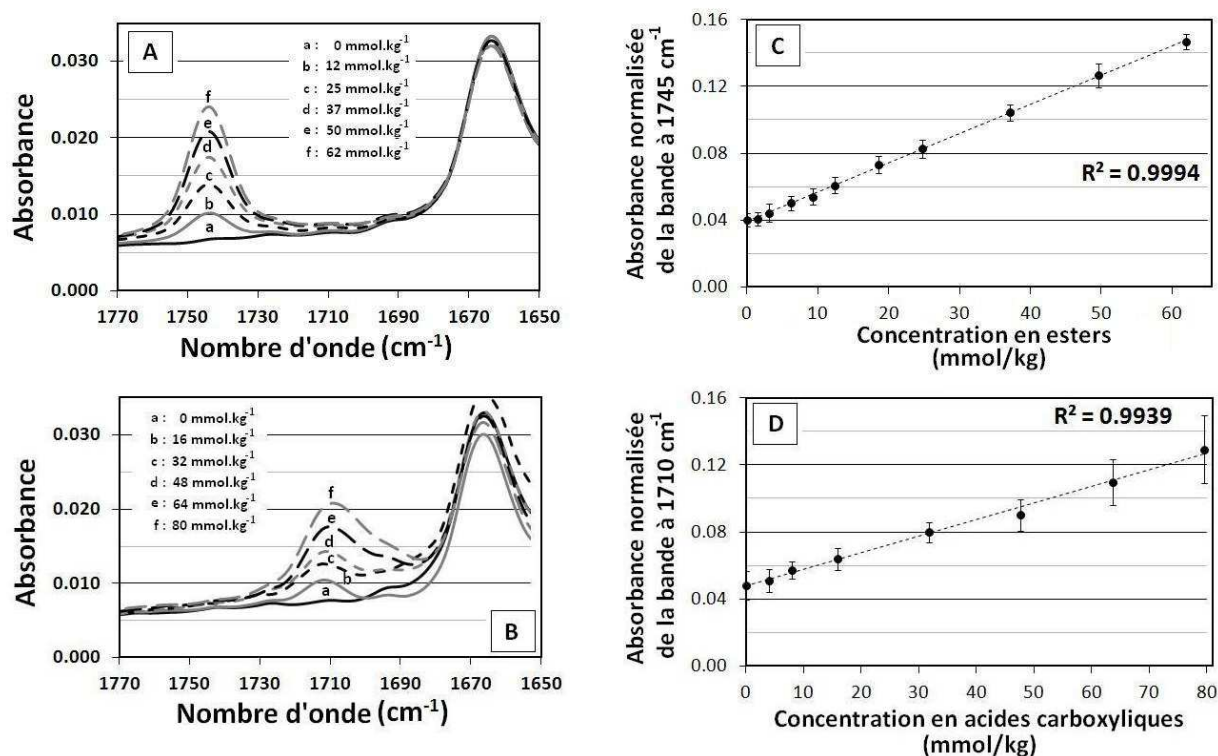 A
a : 0 mmol.kg-1
b : 12 mmol.kg-1
c : 25 mmol.kg-1
d : 37 mmol.kg-1
e : 50 mmol.kg-1
f : 62 mmol.kg-1
f
e
d
c
b
a
0.030
0.020
0.010
0.000
Absorbance
1770 1750 1730 1710 1690 1670 1650
Nombre d'onde (cm-1)
C
0.16
0.12
0.08
0.04
0.00
R² = 0.9994
Absorbance normalisée
de la bande à 1745 cm-1
0 10 20 30 40 50 60
Concentration en esters
(mmol/kg)
B
a : 0 mmol.kg-1
b : 16 mmol.kg-1
c : 32 mmol.kg-1
d : 48 mmol.kg-1
e : 64 mmol.kg-1
f : 80 mmol.kg-1
f
e
d
c
b
a
0.030
0.020
0.010
0.000
Absorbance
1770 1750 1730 1710 1690 1670 1650
Nombre d'onde (cm-1)
D
R² = 0.9939
0.16
0.12
0.08
0.04
0.00
Absorbance normalisée
de la bande à 1710 cm-1
0 10 20 30 40 50 60 70 80
Concentration en acides carboxyliques
(mmol/kg)